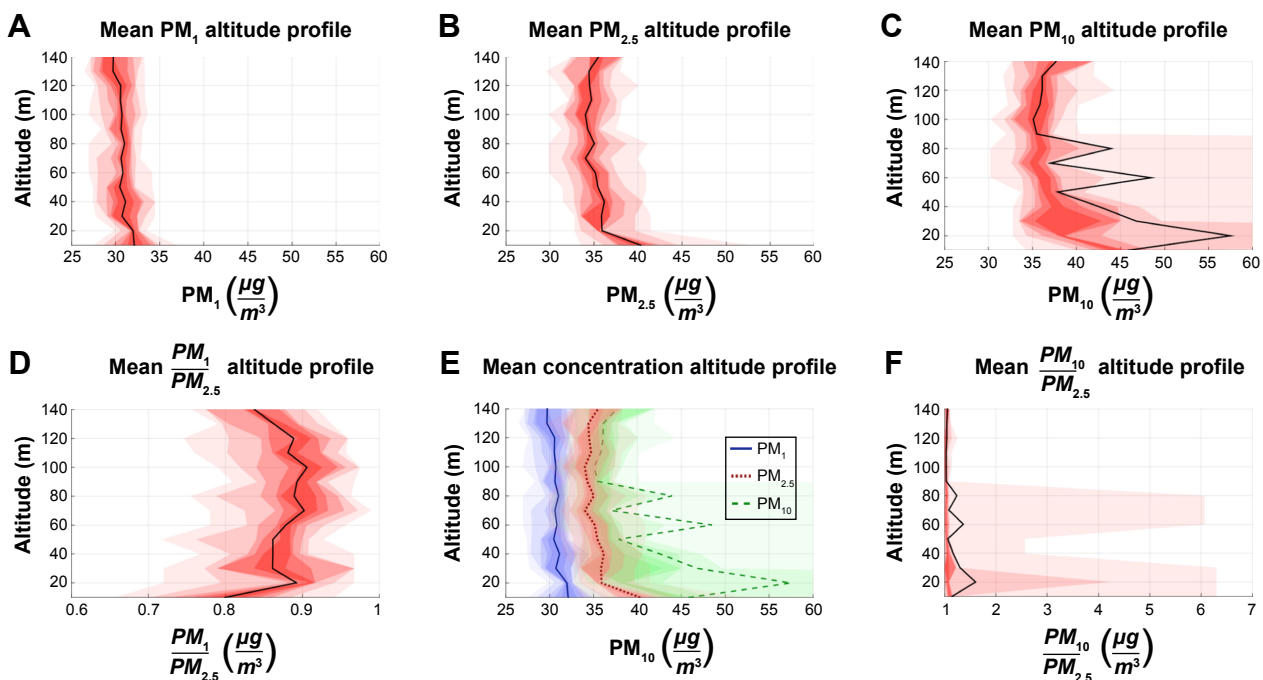 A Mean PM1 altitude profile
140
120
100
80
60
40
20
Altitude (m)
25 30 35 40 45 50 55 60
PM1 (µg/m³)
B Mean PM2.5 altitude profile
140
120
100
80
60
40
20
Altitude (m)
25 30 35 40 45 50 55 60
PM2.5 (µg/m³)
C Mean PM10 altitude profile
140
120
100
80
60
40
20
10
Altitude (m)
25 30 35 40 45 50 55 60
PM10 (µg/m³)
D Mean PM1/PM2.5 altitude profile
140
120
100
80
60
40
20
Altitude (m)
0.6 0.7 0.8 0.9 1
PM1/PM2.5 (µg/m³)
E Mean concentration altitude profile
140
120
100
80
60
40
20
Altitude (m)
PM1
PM2.5
PM10
25 30 35 40 45 50 55 60
PM10 (µg/m³)
F Mean PM10/PM2.5 altitude profile
140
120
100
80
60
40
20
Altitude (m)
1 2 3 4 5 6 7
PM10/PM2.5 (µg/m³)